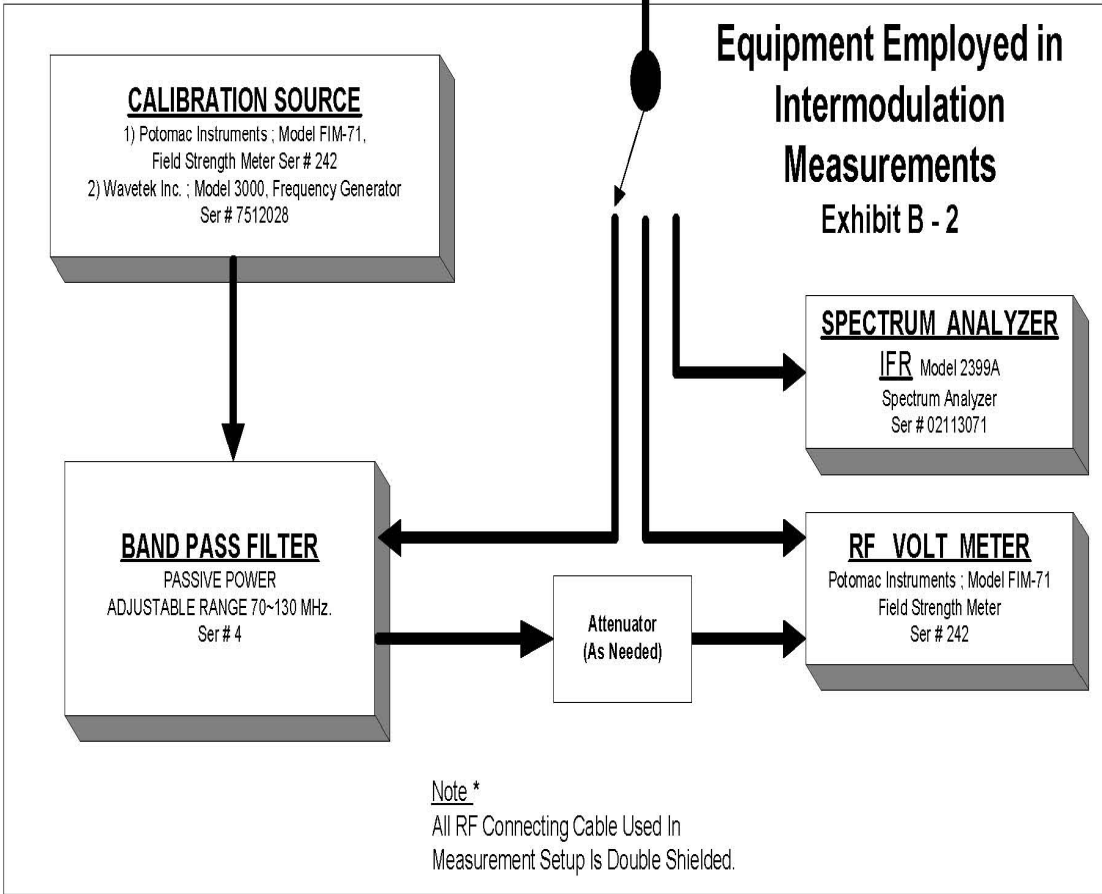 Equipment Employed in
Intermodulation
Measurements
Exhibit B - 2
CALIBRATION SOURCE
1) Potomac Instruments ; Model FIM-71,
Field Strength Meter Ser # 242
2) Wavetek Inc. ; Model 3000, Frequency Generator
Ser # 7512028
SPECTRUM ANALYZER
IFR Model 2399A
Spectrum Analyzer
Ser # 02113071
BAND PASS FILTER
PASSIVE POWER
ADJUSTABLE RANGE 70~130 MHz.
Ser # 4
Attenuator
(As Needed)
RF VOLT METER
Potomac Instruments ; Model FIM-71
Field Strength Meter
Ser # 242
Note *
All RF Connecting Cable Used In
Measurement Setup Is Double Shielded.